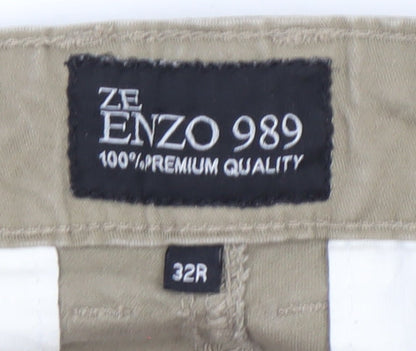 ZE
ENZO 989
100% PREMIUM QUALITY
32R